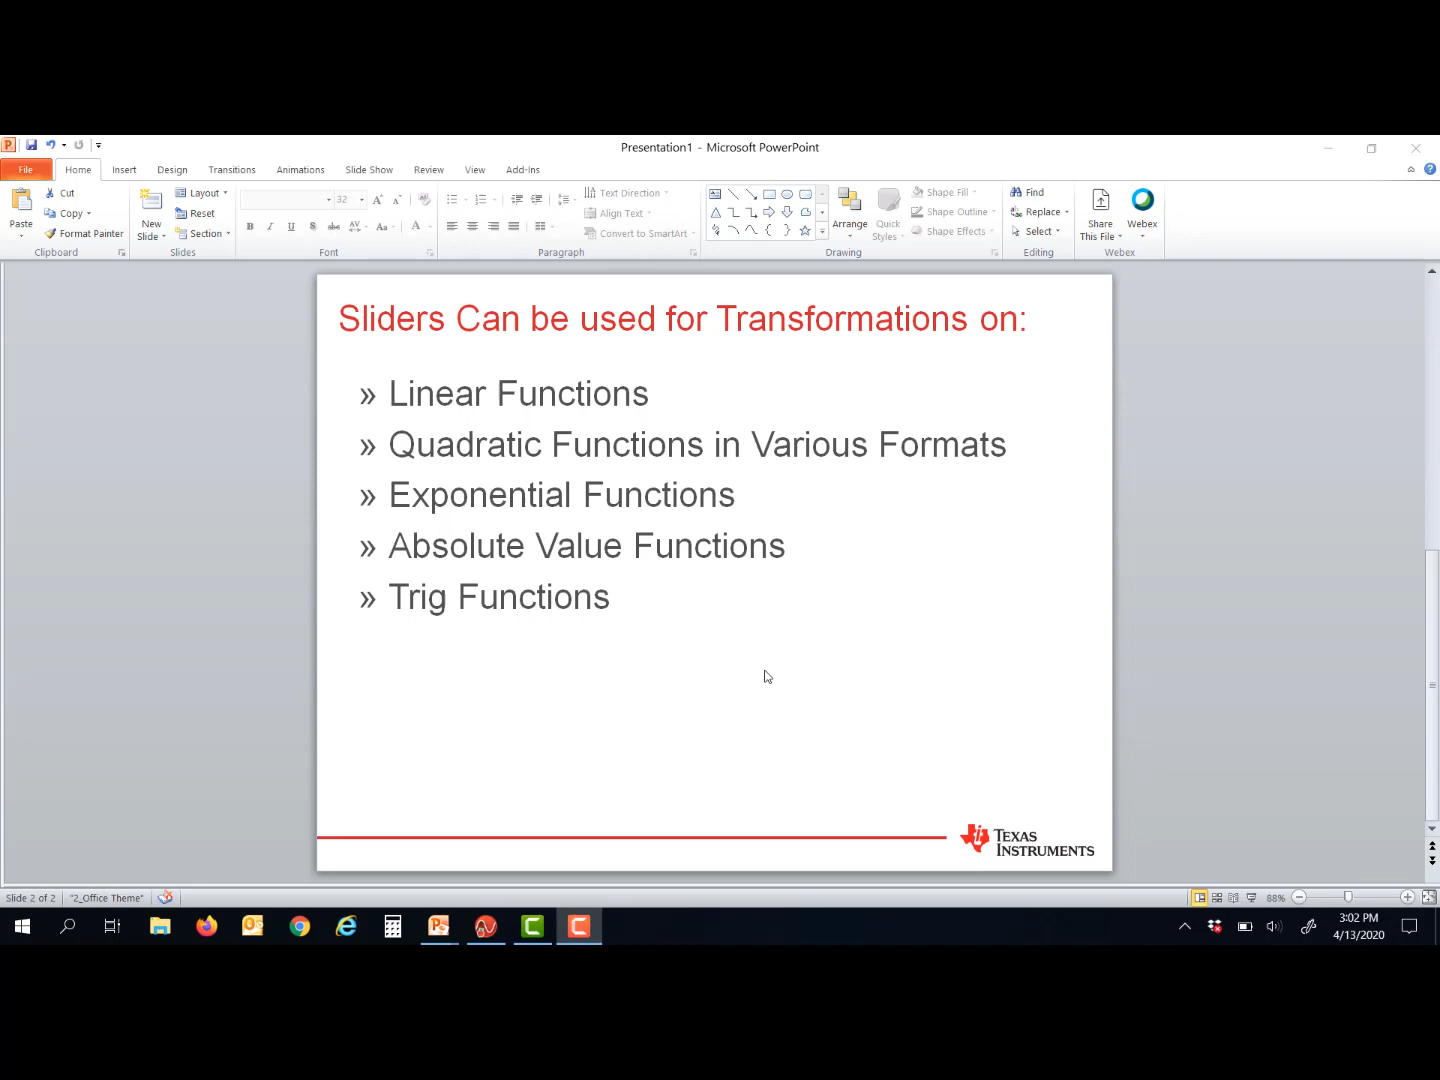 Presentation1 - Microsoft PowerPoint
File Home Insert Design Transitions Animations Slide Show Review View Add-Ins
Paste
Cut
Copy
Format Painter
Clipboard
New
Slide
Layout
Reset
Section
Slides
32
Font
Text Direction
Align Text
Convert to SmartArt
Paragraph
Arrange
Quick
Styles
Shape Fill
Shape Outline
Shape Effects
Drawing
Find
Replace
Select
Editing
Share
This File
Webex
Webex
Sliders Can be used for Transformations on:
» Linear Functions
» Quadratic Functions in Various Formats
» Exponential Functions
» Absolute Value Functions
» Trig Functions
TEXAS
INSTRUMENTS
Slide 2 of 2 "2_Office Theme" 88%
3:02 PM
4/13/2020